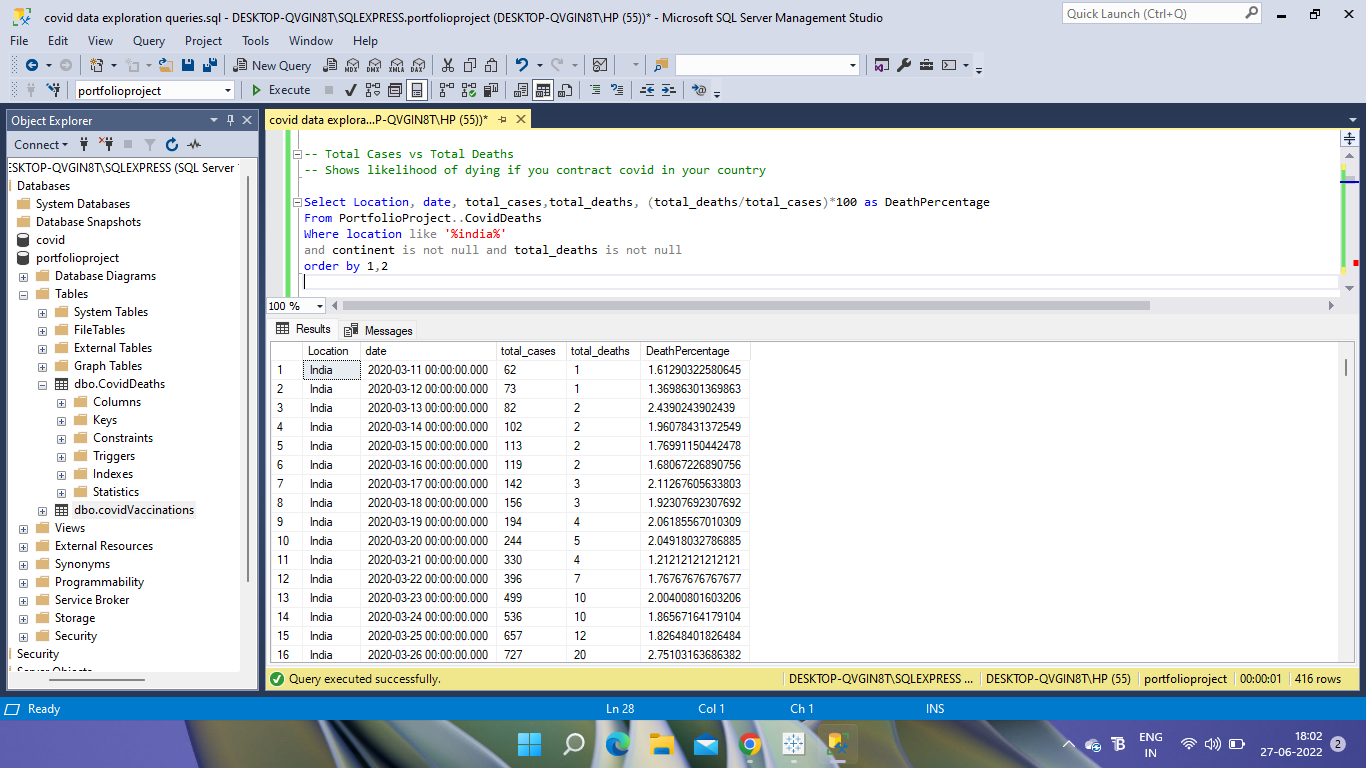 covid data exploration queries.sql - DESKTOP-QVGIN8T\SQLEXPRESS.portfolioproject (DESKTOP-QVGIN8T\HP (55))* - Microsoft SQL Server Management Studio
Quick Launch (Ctrl+Q)
File Edit View Query Project Tools Window Help
New Query MDX DMX XMLA DAX
portfolioproject Execute
Object Explorer
covid data explora...P-QVGIN8T\HP (55))*
Connect
ESKTOP-QVGIN8T\SQLEXPRESS (SQL Server
Databases
System Databases
Database Snapshots
covid
portfolioproject
Database Diagrams
Tables
System Tables
FileTables
External Tables
Graph Tables
dbo.CovidDeaths
Columns
Keys
Constraints
Triggers
Indexes
Statistics
dbo.covidVaccinations
Views
External Resources
Synonyms
Programmability
Service Broker
Storage
Security
Security
Server Objects
-- Total Cases vs Total Deaths
-- Shows likelihood of dying if you contract covid in your country
Select Location, date, total_cases,total_deaths, (total_deaths/total_cases)*100 as DeathPercentage
From PortfolioProject..CovidDeaths
Where location like '%india%'
and continent is not null and total_deaths is not null
order by 1,2
100 %
Results Messages
Location date total_cases total_deaths DeathPercentage
1 India 2020-03-11 00:00:00.000 62 1 1.61290322580645
2 India 2020-03-12 00:00:00.000 73 1 1.36986301369863
3 India 2020-03-13 00:00:00.000 82 2 2.4390243902439
4 India 2020-03-14 00:00:00.000 102 2 1.96078431372549
5 India 2020-03-15 00:00:00.000 113 2 1.76991150442478
6 India 2020-03-16 00:00:00.000 119 2 1.68067226890756
7 India 2020-03-17 00:00:00.000 142 3 2.11267605633803
8 India 2020-03-18 00:00:00.000 156 3 1.92307692307692
9 India 2020-03-19 00:00:00.000 194 4 2.06185567010309
10 India 2020-03-20 00:00:00.000 244 5 2.04918032786885
11 India 2020-03-21 00:00:00.000 330 4 1.21212121212121
12 India 2020-03-22 00:00:00.000 396 7 1.76767676767677
13 India 2020-03-23 00:00:00.000 499 10 2.00400801603206
14 India 2020-03-24 00:00:00.000 536 10 1.86567164179104
15 India 2020-03-25 00:00:00.000 657 12 1.82648401826484
16 India 2020-03-26 00:00:00.000 727 20 2.75103163686382
Query executed successfully. DESKTOP-QVGIN8T\SQLEXPRESS ... DESKTOP-QVGIN8T\HP (55) portfolioproject 00:00:01 416 rows
Ready Ln 28 Col 1 Ch 1 INS
ENG
IN
18:02
27-06-2022
2